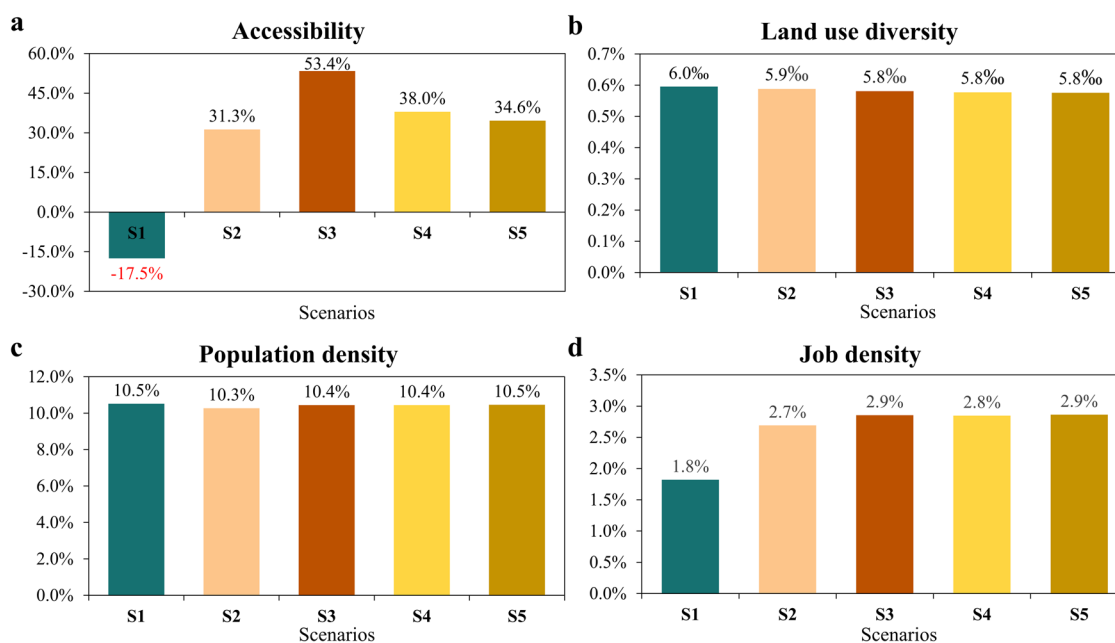 a
Accessibility
60.0%
45.0%
30.0%
15.0%
0.0%
-15.0%
-30.0%
53.4%
38.0%
34.6%
31.3%
S1
S2
S3
S4
S5
-17.5%
Scenarios
b
Land use diversity
0.7%
0.6%
0.5%
0.4%
0.3%
0.2%
0.1%
0.0%
6.0‰
5.9‰
5.8‰
5.8‰
5.8‰
S1
S2
S3
S4
S5
Scenarios
c
Population density
12.0%
10.0%
8.0%
6.0%
4.0%
2.0%
0.0%
10.5%
10.3%
10.4%
10.4%
10.5%
S1
S2
S3
S4
S5
Scenarios
d
Job density
3.5%
3.0%
2.5%
2.0%
1.5%
1.0%
0.5%
0.0%
1.8%
2.7%
2.9%
2.8%
2.9%
S1
S2
S3
S4
S5
Scenarios